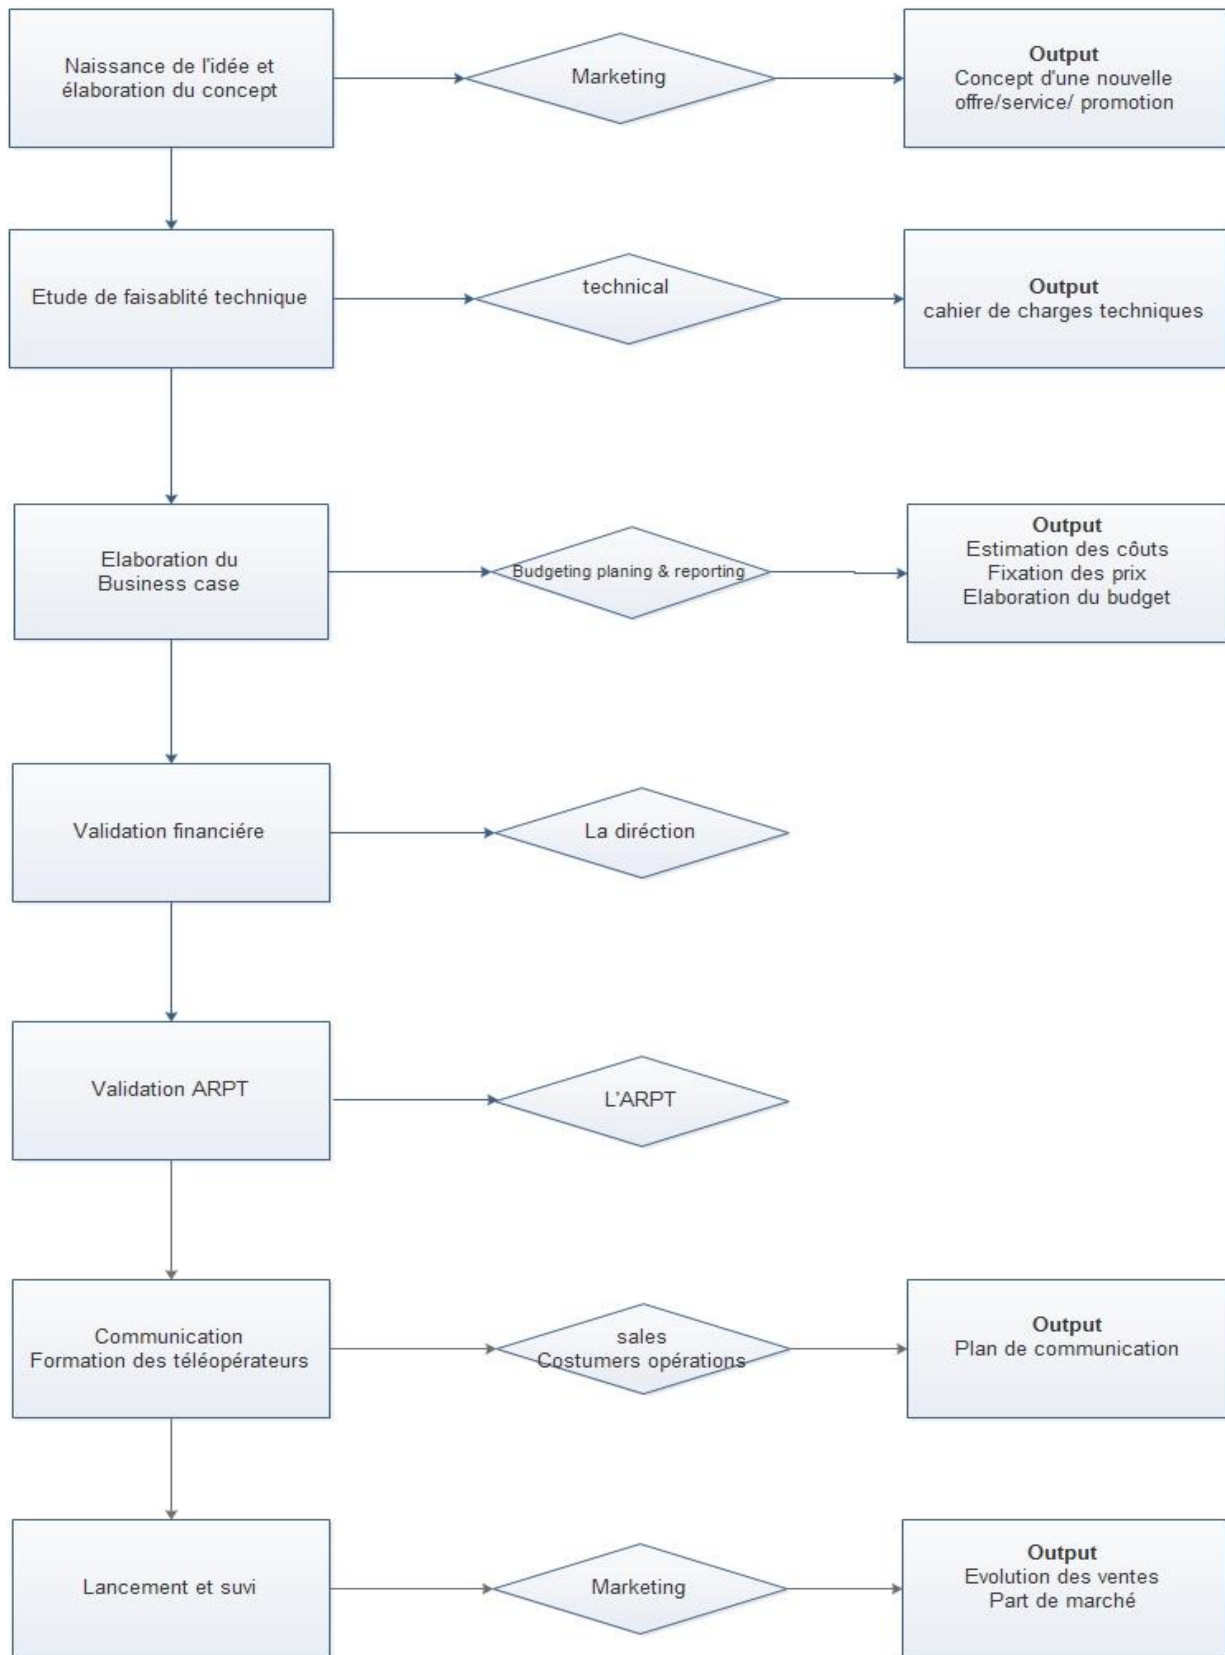 Naissance de l'idée et
élaboration du concept
Marketing
Output
Concept d'une nouvelle
offre/service/ promotion
Etude de faisablité technique
technical
Output
cahier de charges techniques
Elaboration du
Business case
Budgeting planing & reporting
Output
Estimation des côuts
Fixation des prix
Elaboration du budget
Validation financiére
La diréction
Validation ARPT
L'ARPT
Communication
Formation des téléopérateurs
sales
Costumers opérations
Output
Plan de communication
Lancement et suvi
Marketing
Output
Evolution des ventes
Part de marché